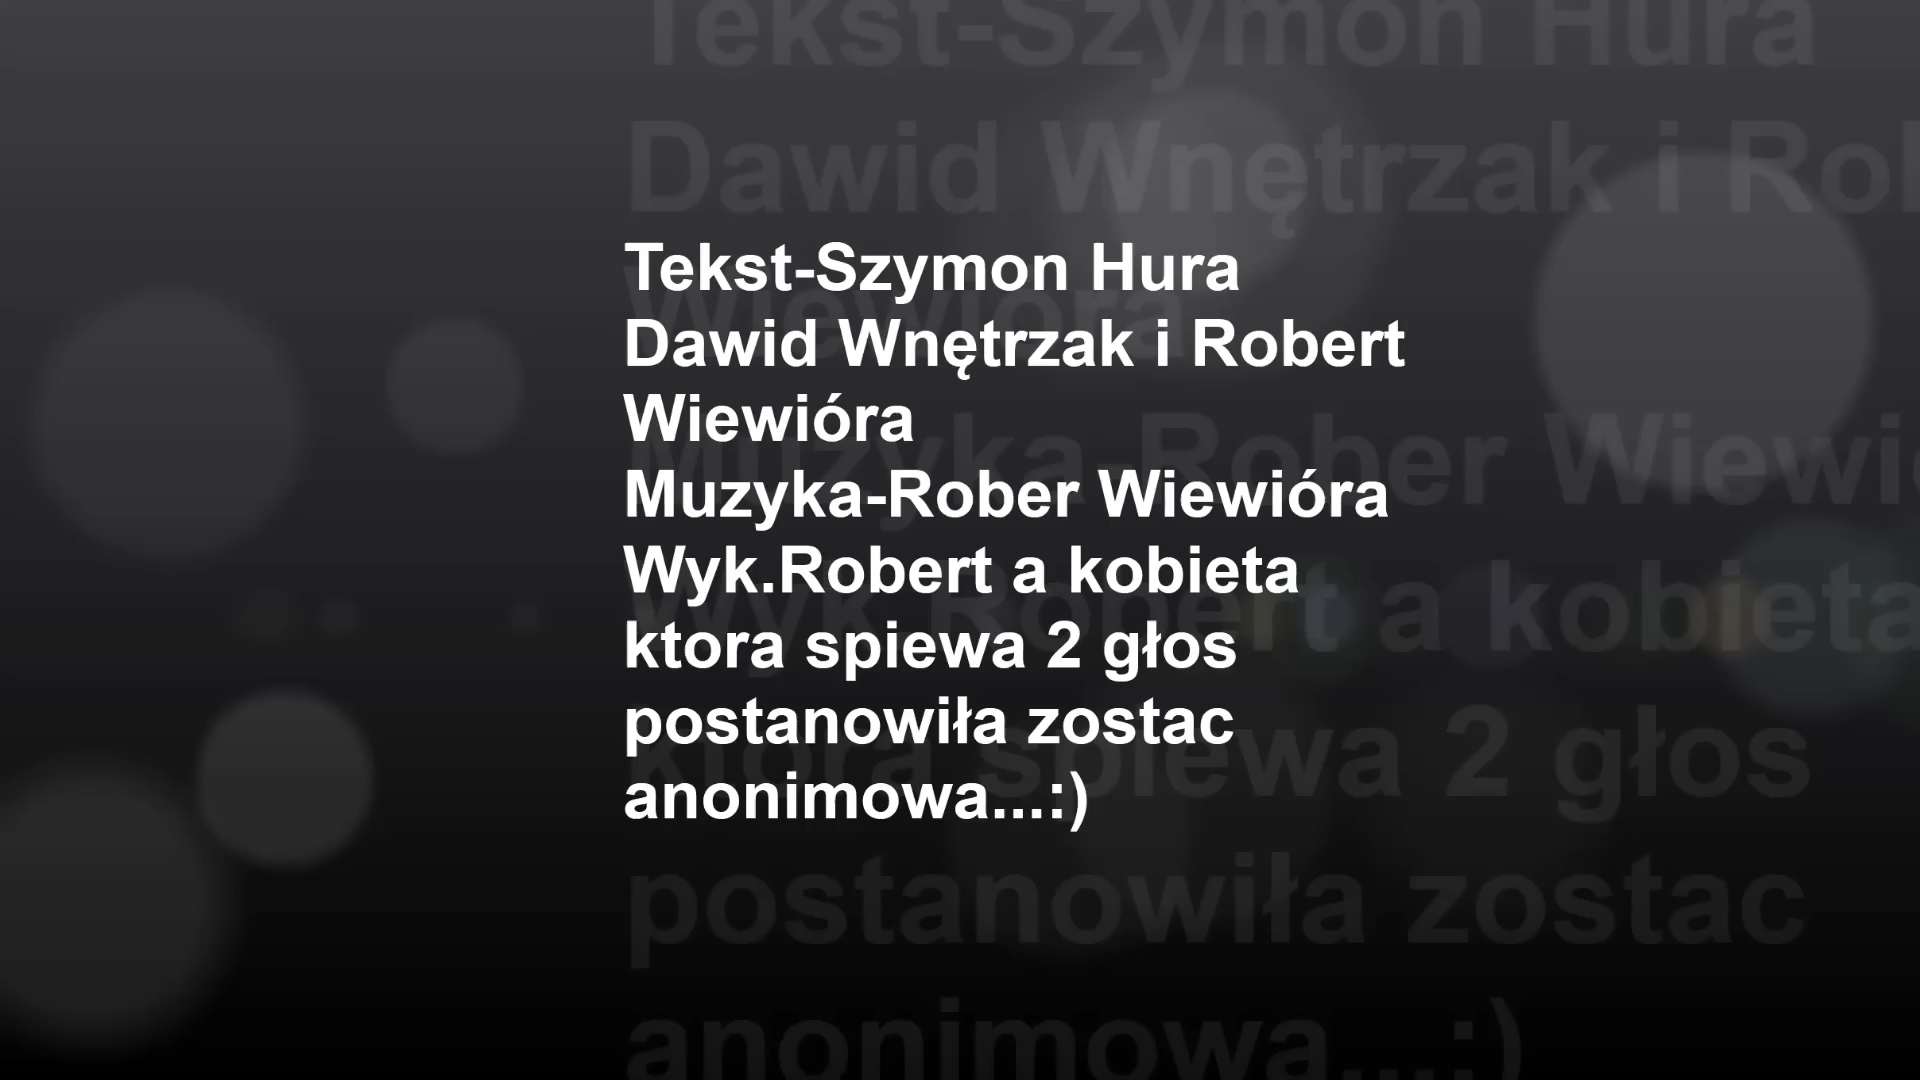 Tekst-Szymon Hura
Dawid Wnętrzak i Robert
Wiewióra
Muzyka-Rober Wiewióra
Wyk.Robert a kobieta
ktora spiewa 2 głos
postanowiła zostac
anonimowa...:)